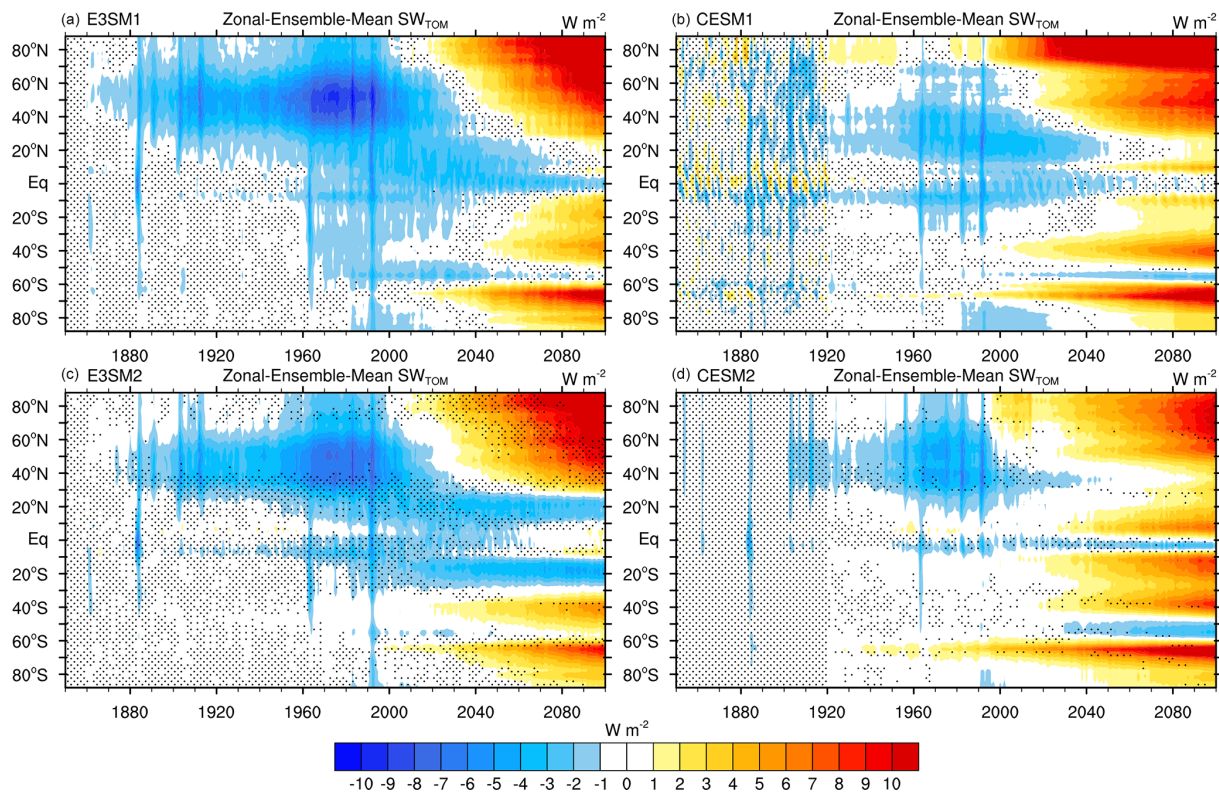 (a) E3SM1 Zonal-Ensemble-Mean SW_TOM W m⁻²
80°N
60°N
40°N
20°N
Eq
20°S
40°S
60°S
80°S
1880 1920 1960 2000 2040 2080
(b) CESM1 Zonal-Ensemble-Mean SW_TOM W m⁻²
80°N
60°N
40°N
20°N
Eq
20°S
40°S
60°S
80°S
1880 1920 1960 2000 2040 2080
(c) E3SM2 Zonal-Ensemble-Mean SW_TOM W m⁻²
80°N
60°N
40°N
20°N
Eq
20°S
40°S
60°S
80°S
1880 1920 1960 2000 2040 2080
(d) CESM2 Zonal-Ensemble-Mean SW_TOM W m⁻²
80°N
60°N
40°N
20°N
Eq
20°S
40°S
60°S
80°S
1880 1920 1960 2000 2040 2080
W m⁻²
-10 -9 -8 -7 -6 -5 -4 -3 -2 -1 0 1 2 3 4 5 6 7 8 9 10